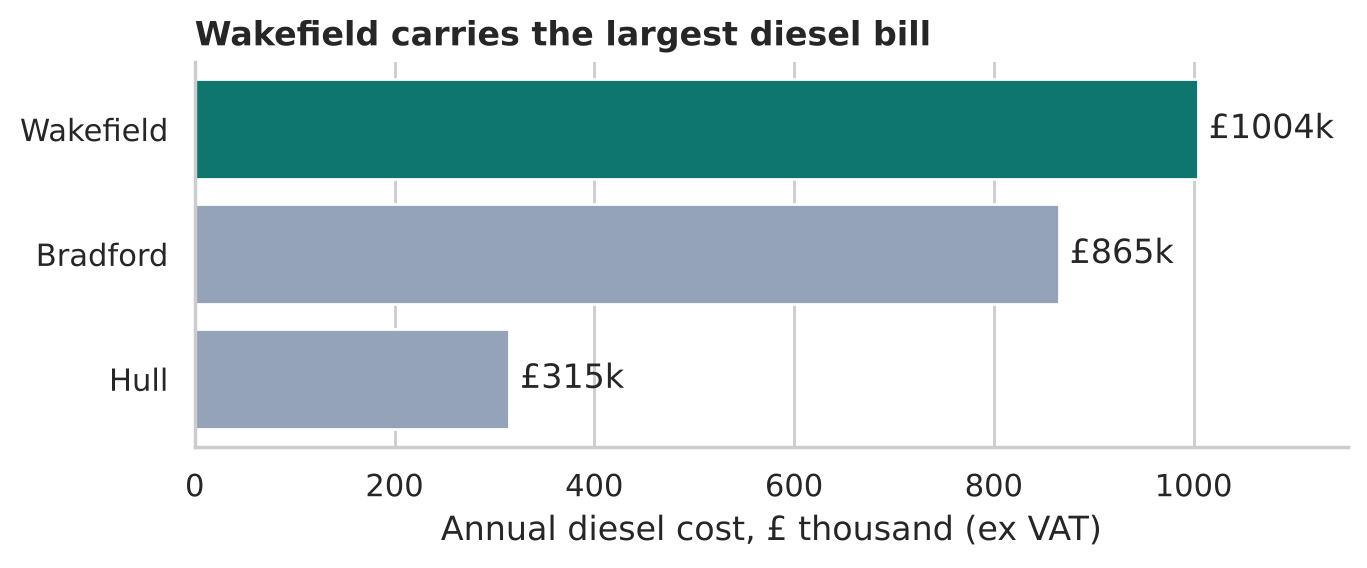 Wakefield carries the largest diesel bill
Wakefield £1004k
Bradford £865k
Hull £315k
0 200 400 600 800 1000
Annual diesel cost, £ thousand (ex VAT)